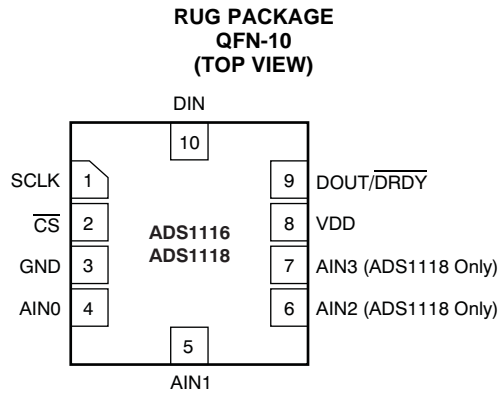 RUG PACKAGE
QFN-10
(TOP VIEW)
DIN
10
SCLK 1 9 DOUT/DRDY
CS 2 8 VDD
ADS1116
ADS1118
GND 3 7 AIN3 (ADS1118 Only)
AIN0 4 6 AIN2 (ADS1118 Only)
5
AIN1